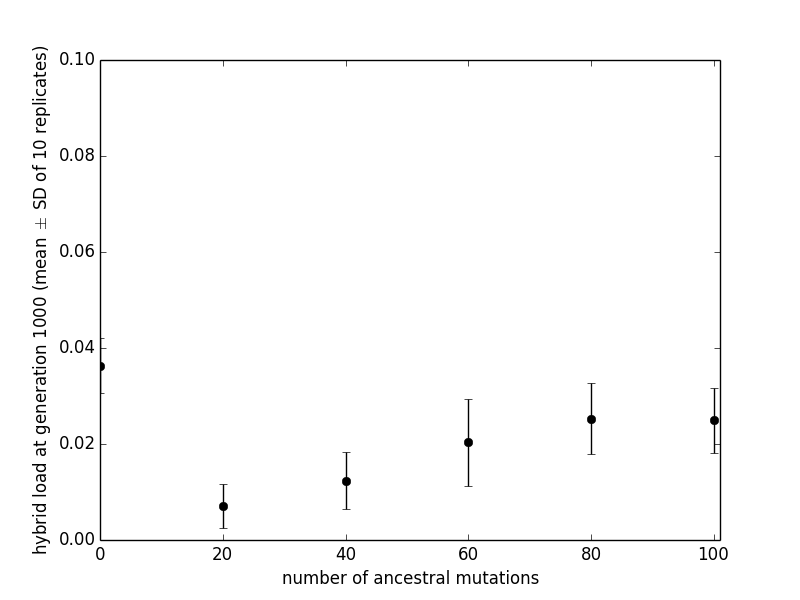 hybrid load at generation 1000 (mean ± SD of 10 replicates)
0.10
0.08
0.06
0.04
0.02
0.00
0 20 40 60 80 100
number of ancestral mutations